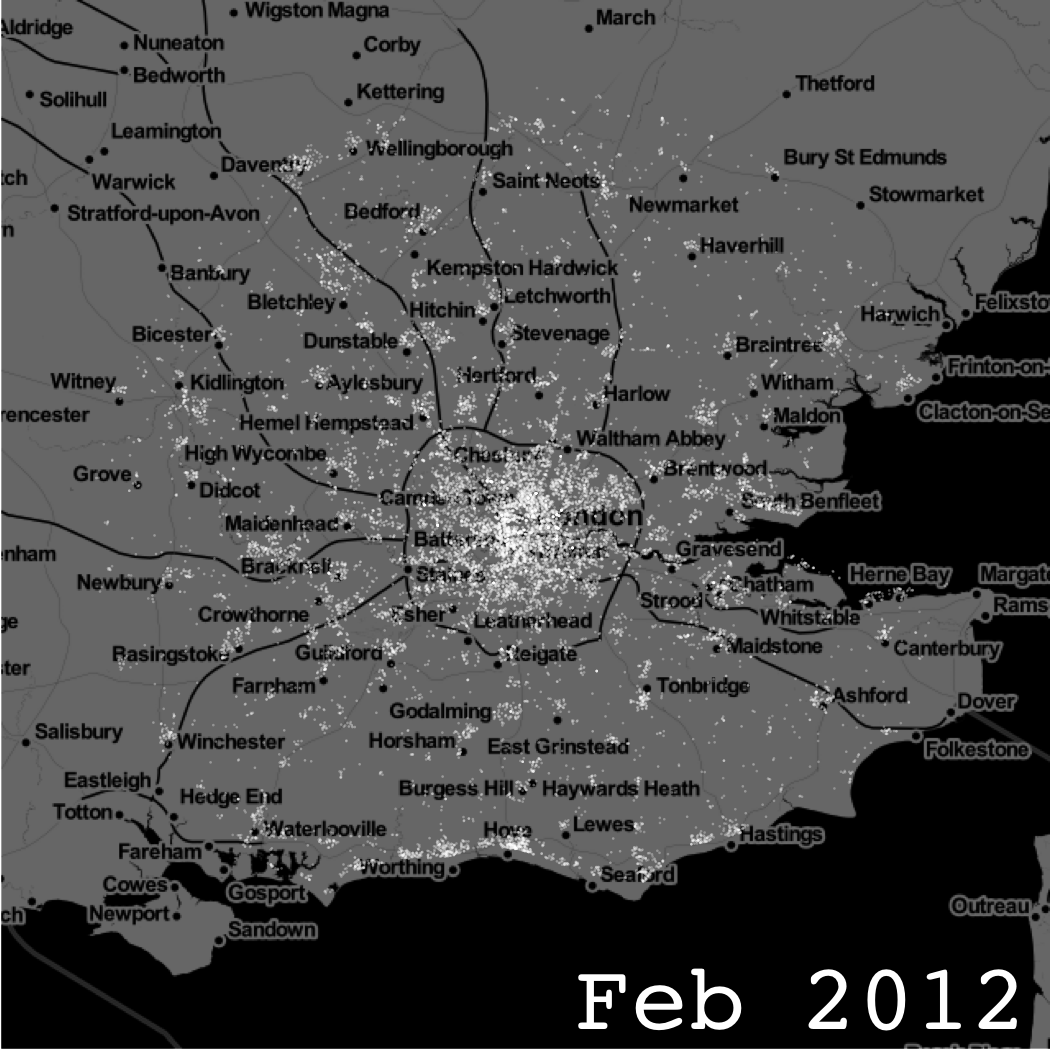 Wigston Magna
March
Aldridge
Nuneaton
Corby
Bedworth
Kettering
Thetford
Solihull
Leamington
Wellingborough
Daventry
Bury St Edmunds
tch
Warwick
Saint Neots
Stowmarket
Stratford-upon-Avon
Bedford
Newmarket
Haverhill
Banbury
Kempston Hardwick
Bletchley
Letchworth
Hitchin
Harwich
Felixsto
Bicester
Dunstable
Stevenage
Braintree
Frinton-on-
Witney
Kidlington
Aylesbury
Hertford
Witham
Harlow
rencester
Hemel Hempstead
Maldon
Clacton-on-Se
High Wycombe
Waltham Abbey
Cheshunt
Grove
Didcot
Brentwood
Camden Town
South Benfleet
Maidenhead
London
enham
Gravesend
Bracknell
Newbury
Staines
Chatham
Herne Bay
Margat
Crowthorne
Esher
Leatherhead
Strood
Whitstable
Rams
ge
Basingstoke
Guildford
Reigate
Maidstone
Canterbury
ster
Farnham
Tonbridge
Ashford
Dover
Godalming
Salisbury
Winchester
Horsham
East Grinstead
Folkestone
Eastleigh
Hedge End
Burgess Hill
Haywards Heath
Totton
Waterlooville
Hove
Lewes
Hastings
Fareham
Worthing
Seaford
Cowes
Gosport
ch
Newport
Outreau
Sandown
Feb 2012